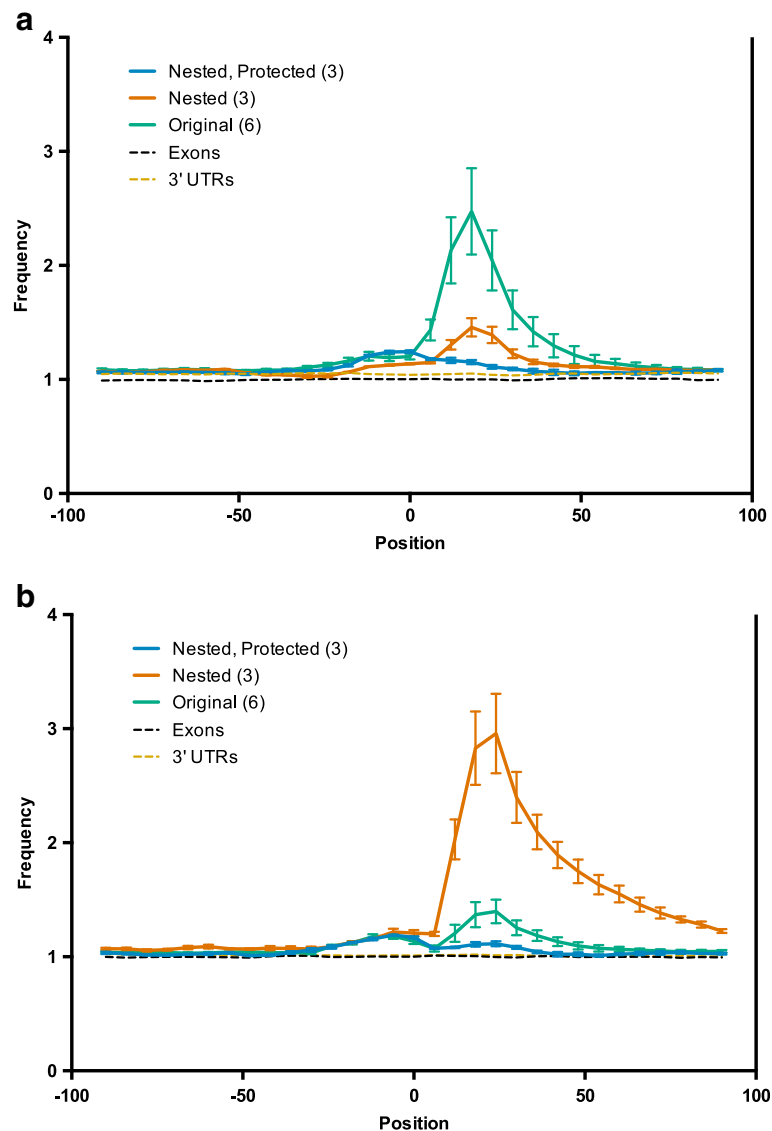 a
4
3
2
1
0
Frequency
Nested, Protected (3)
Nested (3)
Original (6)
Exons
3' UTRs
-100
-50
0
50
100
Position
b
4
3
2
1
0
Frequency
Nested, Protected (3)
Nested (3)
Original (6)
Exons
3' UTRs
-100
-50
0
50
100
Position